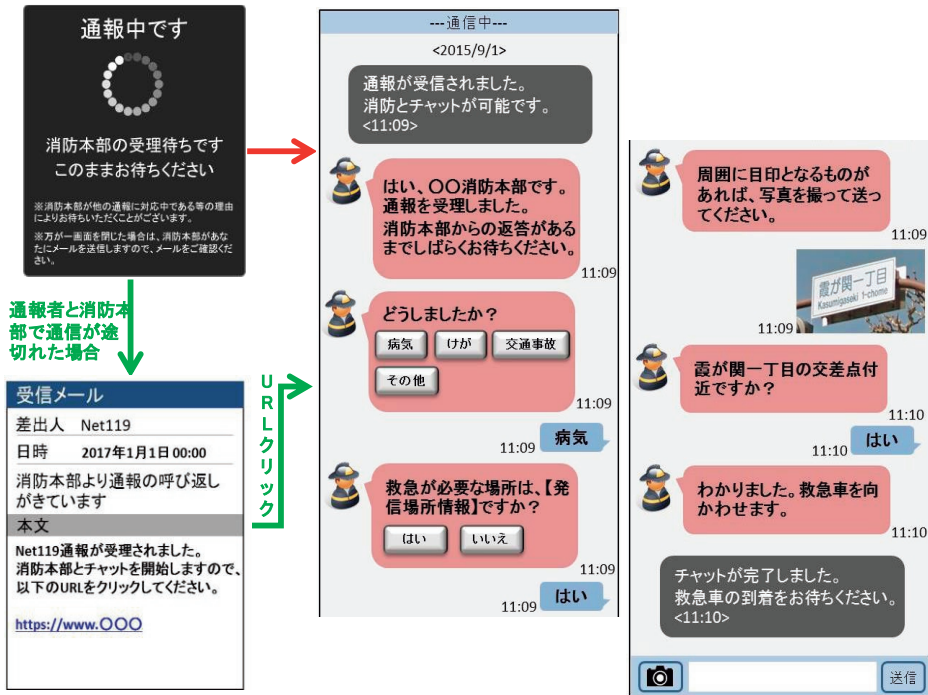 通報中です
消防本部の受理待ちです
このままお待ちください
※消防本部が他の通報に対応中である等の理由
によりお待ちいただくことがございます。
※万が一画面を閉じた場合は、消防本部があな
たにメールを送信しますので、メールをご確認くだ
さい。
通報者と消防本
部で通信が途
切れた場合
受信メール
差出人 Net119
日時 2017年1月1日 00:00
消防本部より通報の呼び返し
がきています
本文
Net119通報が受理されました。
消防本部とチャットを開始しますので、
以下のURLをクリックしてください。
https://www.〇〇〇
URLクリック
---通信中---
<2015/9/1>
通報が受信されました。
消防とチャットが可能です。
<11:09>
はい、〇〇消防本部です。
通報を受理しました。
消防本部からの返答がある
までしばらくお待ちください。
11:09
どうしましたか？
病気 けが 交通事故
その他
11:09
11:09 病気
救急が必要な場所は、【発
信場所情報】ですか？
はい いいえ
11:09
11:09 はい
周囲に目印となるものが
あれば、写真を撮って送っ
てください。
11:09
霞が関一丁目
Kasumigaseki 1-chome
11:09
霞が関一丁目の交差点付
近ですか？
11:10
11:10 はい
わかりました。救急車を向
かわせます。
11:10
チャットが完了しました。
救急車の到着をお待ちください。
<11:10>
送信